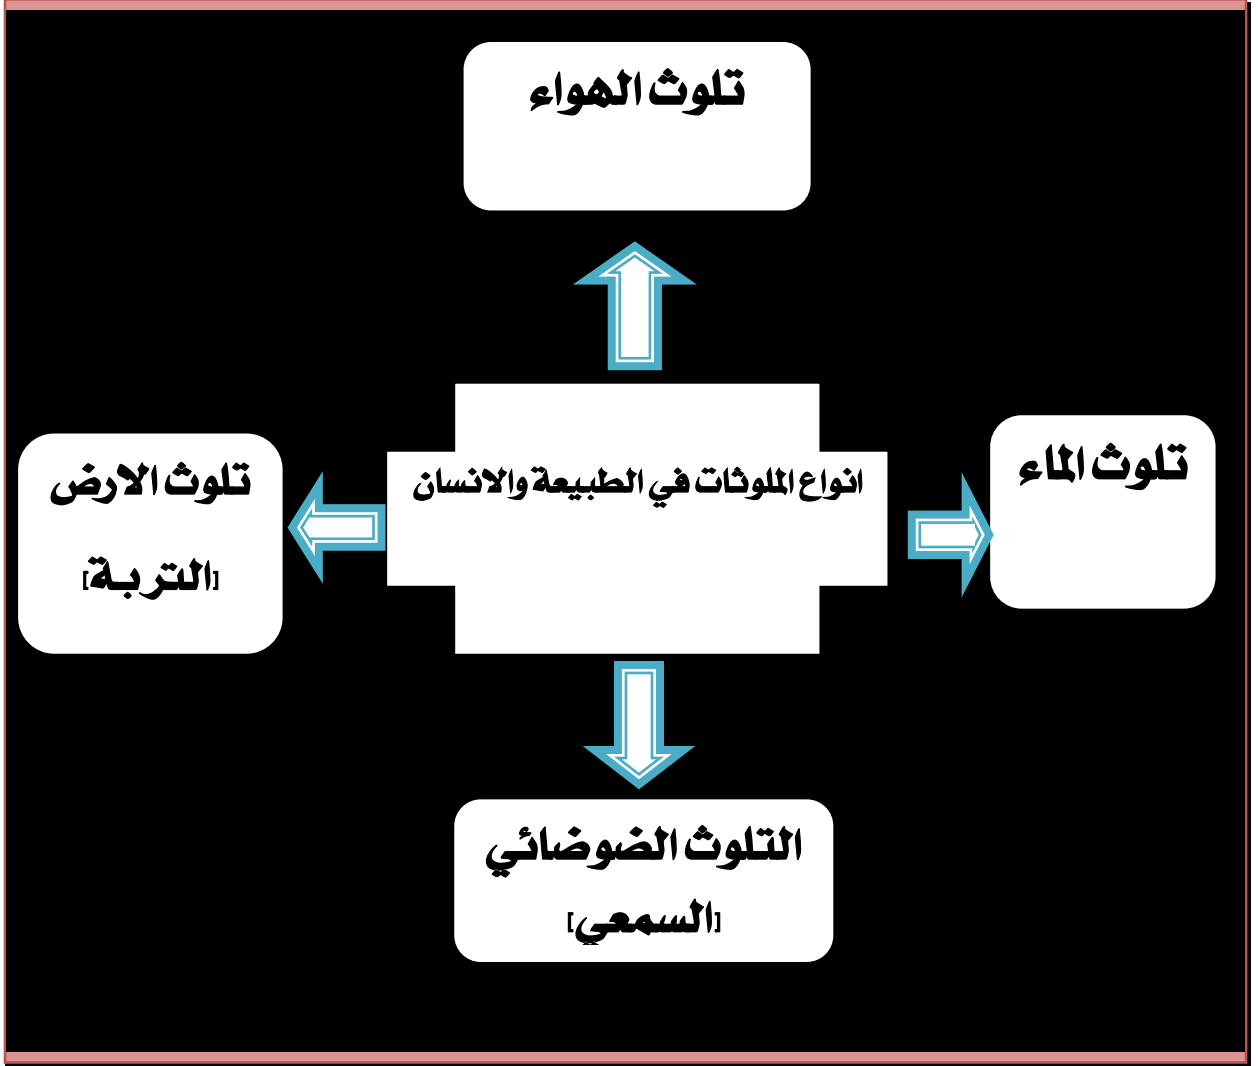 تلوث الهواء
تلوث الماء
انواع الملوثات في الطبيعة والانسان
تلوث الارض
[التربة]
التلوث الضوضائي
[السمعي]